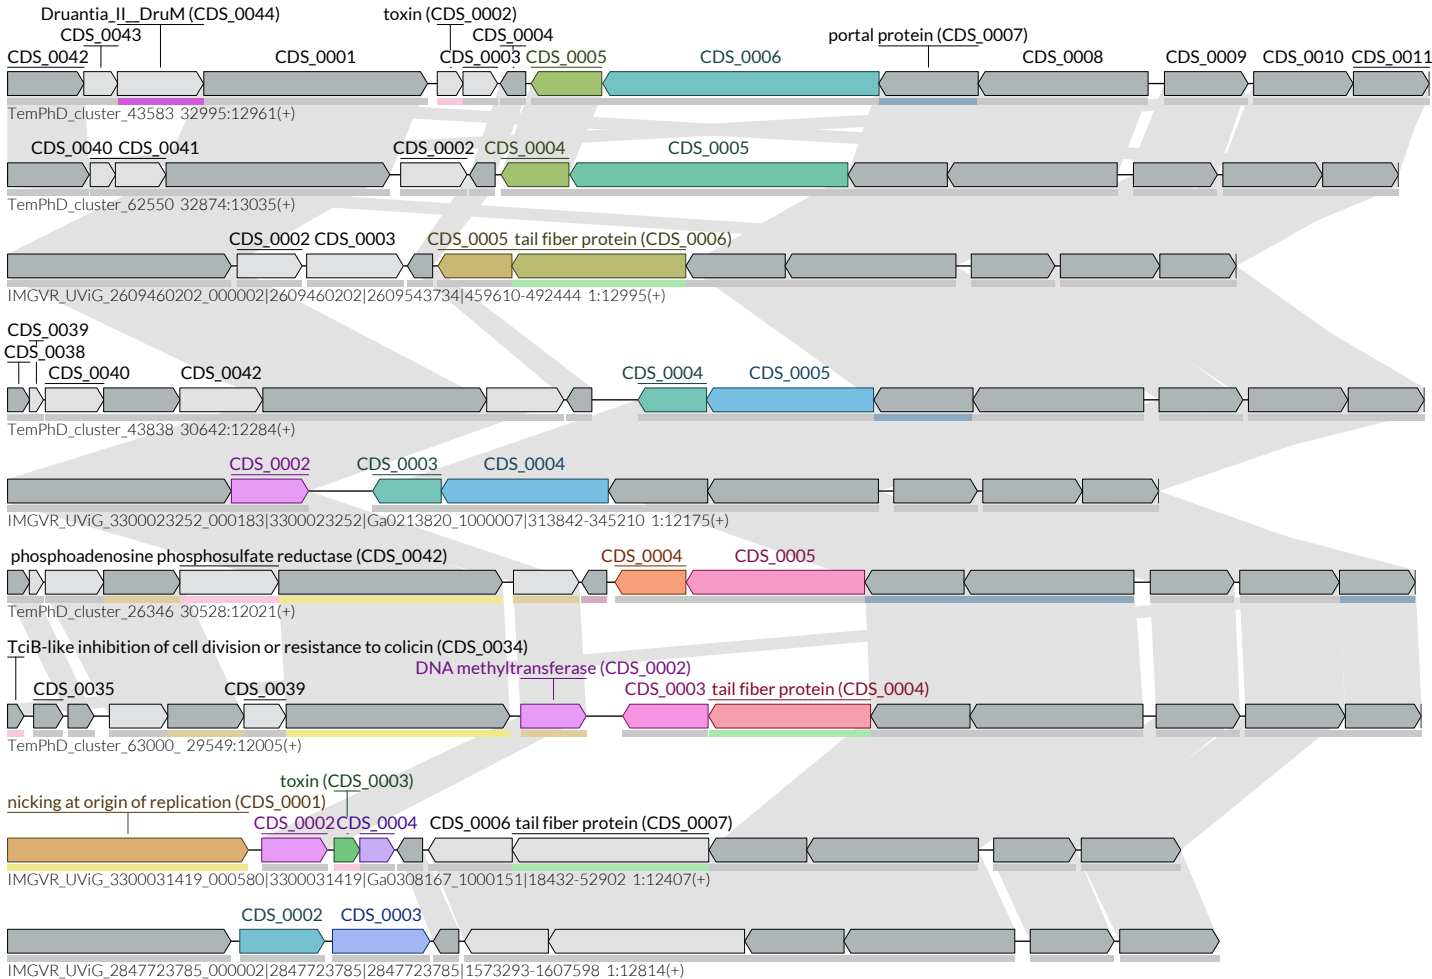 Druantia_II__DruM (CDS_0044) toxin (CDS_0002)
CDS_0043 CDS_0004 portal protein (CDS_0007)
CDS_0042 CDS_0001 CDS_0003 CDS_0005 CDS_0006 CDS_0008 CDS_0009 CDS_0010 CDS_0011
TemPhD_cluster_43583 32995:12961(+)
CDS_0040 CDS_0041 CDS_0002 CDS_0004 CDS_0005
TemPhD_cluster_62550 32874:13035(+)
CDS_0002 CDS_0003 CDS_0005 tail fiber protein (CDS_0006)
IMGVR_UViG_2609460202_000002|2609460202|2609543734|459610-492444 1:12995(+)
CDS_0039
CDS_0038
CDS_0040 CDS_0042 CDS_0004 CDS_0005
TemPhD_cluster_43838 30642:12284(+)
CDS_0002 CDS_0003 CDS_0004
IMGVR_UViG_3300023252_000183|3300023252|Ga0213820_1000007|313842-345210 1:12175(+)
phosphoadenosine phosphosulfate reductase (CDS_0042) CDS_0004 CDS_0005
TemPhD_cluster_26346 30528:12021(+)
TciB-like inhibition of cell division or resistance to colicin (CDS_0034)
DNA methyltransferase (CDS_0002)
CDS_0035 CDS_0039 CDS_0003 tail fiber protein (CDS_0004)
TemPhD_cluster_63000_ 29549:12005(+)
toxin (CDS_0003)
nicking at origin of replication (CDS_0001)
CDS_0002 CDS_0004 CDS_0006 tail fiber protein (CDS_0007)
IMGVR_UViG_3300031419_000580|3300031419|Ga0308167_1000151|18432-52902 1:12407(+)
CDS_0002 CDS_0003
IMGVR_UViG_2847723785_000002|2847723785|2847723785|1573293-1607598 1:12814(+)